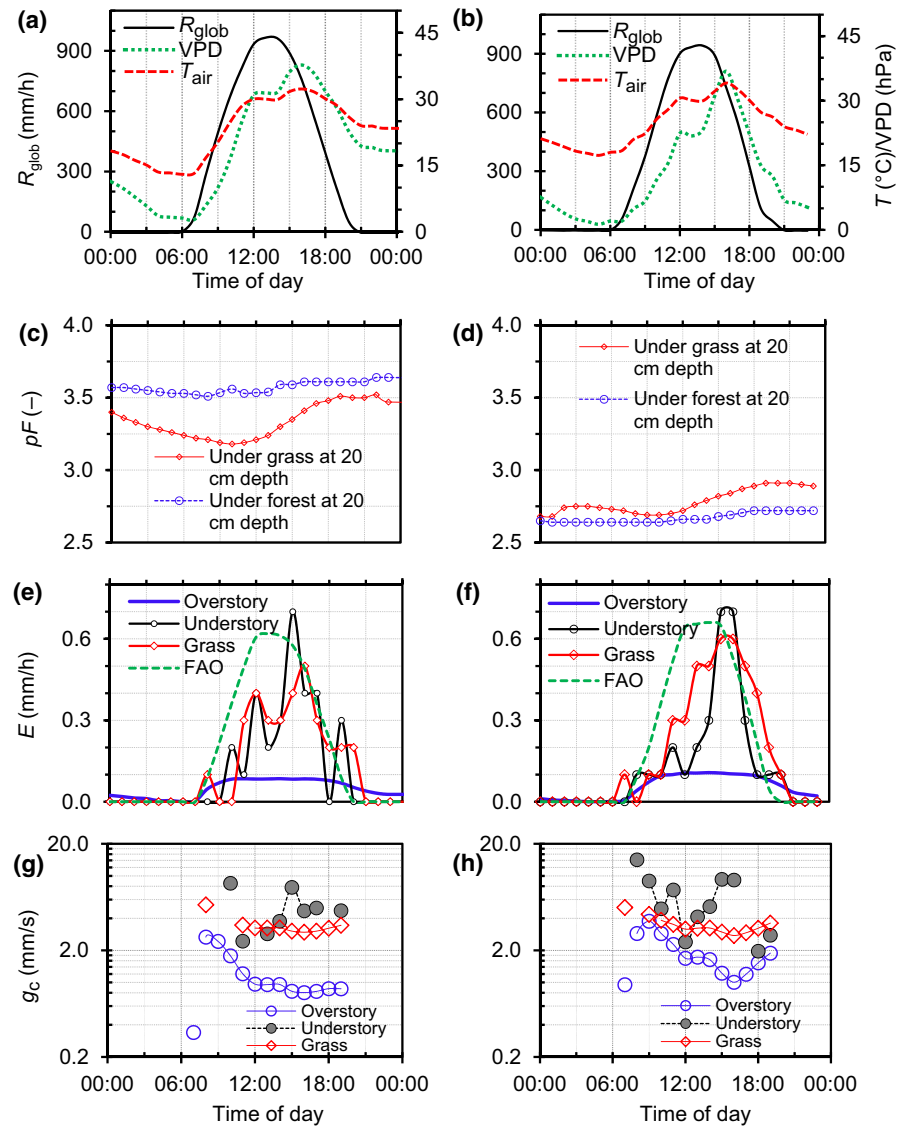 (a)
R_glob
VPD
T_air
900
600
300
0
R_glob (mm/h)
45
30
15
0
00:00 06:00 12:00 18:00 00:00
Time of day
(b)
R_glob
VPD
T_air
900
600
300
0
45
30
15
0
T (°C)/VPD (hPa)
00:00 06:00 12:00 18:00 00:00
Time of day
(c)
4.0
3.5
3.0
2.5
pF (–)
Under grass at 20
cm depth
Under forest at 20
cm depth
(d)
4.0
3.5
3.0
2.5
Under grass at 20
cm depth
Under forest at 20
cm depth
(e)
Overstory
Understory
Grass
FAO
0.6
0.3
0.0
E (mm/h)
(f)
Overstory
Understory
Grass
FAO
0.6
0.3
0.0
(g)
20.0
2.0
0.2
g_c (mm/s)
Overstory
Understory
Grass
00:00 06:00 12:00 18:00 00:00
Time of day
(h)
20.0
2.0
0.2
Overstory
Understory
Grass
00:00 06:00 12:00 18:00 00:00
Time of day